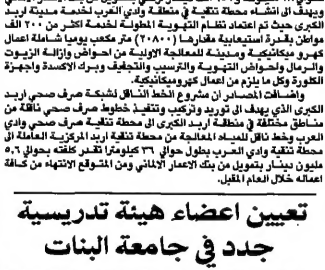 ويهدف الى انشاء محطة تنقية في منطقة وادي العرب لخدمة مدينة اربد
الكبرى حيث تم اعتماد نظام التهوية المطولة لخدمة اكثر من ٢٠٠ الف
مواطن بقدرة استيعابية مقدارها (٢٠٨٠٠) متر مكعب يوميا شاملة اعمال
كهرو ميكانيكية ومدنية للمعالجة الاولية من احواض وازالة الزيوت
والرمال واحواض التهوية والترسيب والتجفيف وبرك الاكسدة واجهزة
الكلورة وكل ما يلزم من اعمال كهروميكانيكية.
واضافت المصادر ان مشروع الخط الناقل لشبكة صرف صحي اربد
الكبرى الذي يهدف الى توريد وتركيب وتنفيذ خطوط صرف صحي ناقلة من
مناطق مختلفة في منطقة اربد الكبرى الى محطة تنقية صرف صحي وادي
العرب وخط ناقل للمياه المعالجة من محطة تنقية اربد المركزية العاملة الى
محطة تنقية وادي العرب بطول حوالي ٣٦ كيلومترا تقدر كلفته بحوالي ٥,٦
مليون دينار بتمويل من بنك الاعمار الالماني ومن المتوقع الانتهاء من كافة
اعماله خلال العام المقبل.
تعيين اعضاء هيئة تدريسية
جدد في جامعة البنات